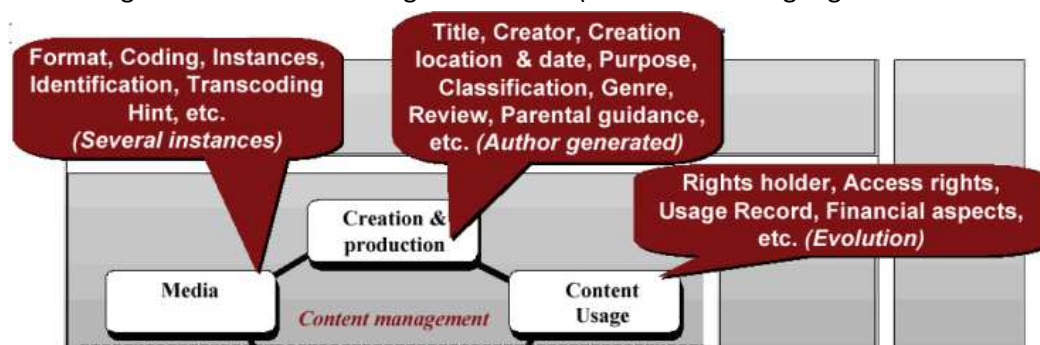 Title, Creator, Creation
location & date, Purpose,
Classification, Genre,
Review, Parental guidance,
etc. (Author generated)
Format, Coding, Instances,
Identification, Transcoding
Hint, etc.
(Several instances)
Rights holder, Access rights,
Usage Record, Financial aspects,
etc. (Evolution)
Creation &
production
Media
Content
Usage
Content management